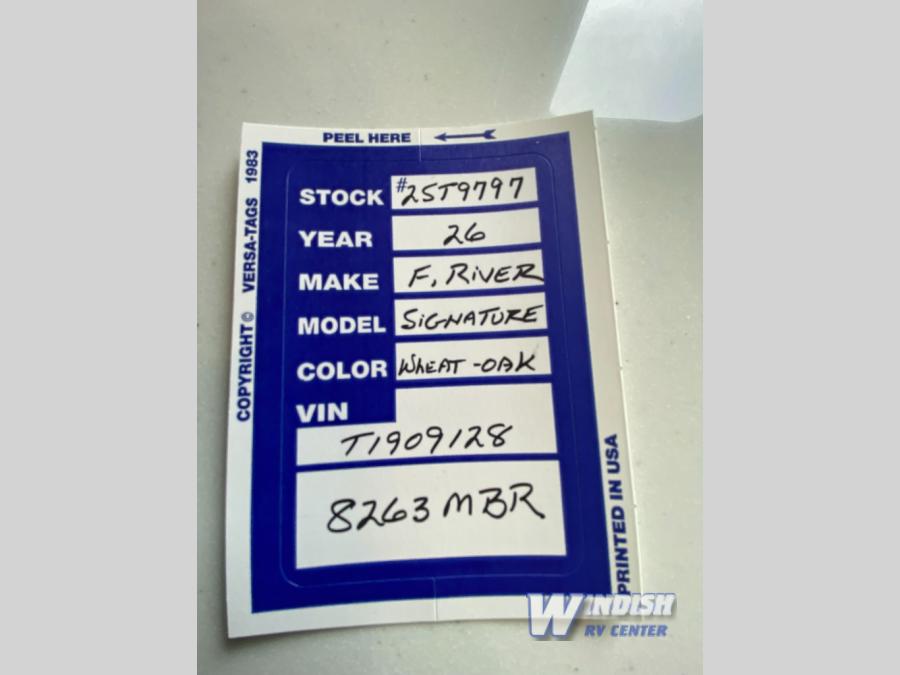 PEEL HERE
COPYRIGHT © VERSA-TAGS 1983
STOCK #25T9797
YEAR 26
MAKE F. RIVER
MODEL SIGNATURE
COLOR WHEAT-OAK
VIN
T1909128
8263 MBR
PRINTED IN USA
WINDISH
RV CENTER